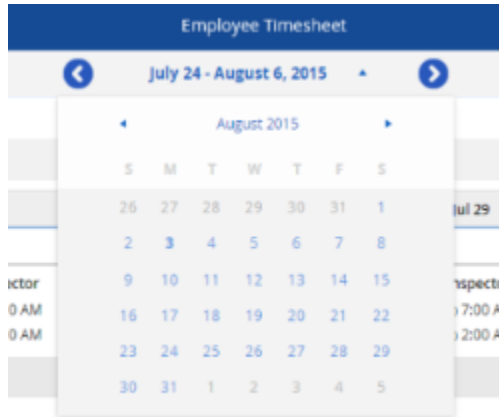 Employee Timesheet
July 24 - August 6, 2015
August 2015
S M T W T F S
26 27 28 29 30 31 1
Jul 29
2 3 4 5 6 7 8
9 10 11 12 13 14 15
0 AM 7:00 A
16 17 18 19 20 21 22
0 AM 2:00 A
23 24 25 26 27 28 29
30 31 1 2 3 4 5